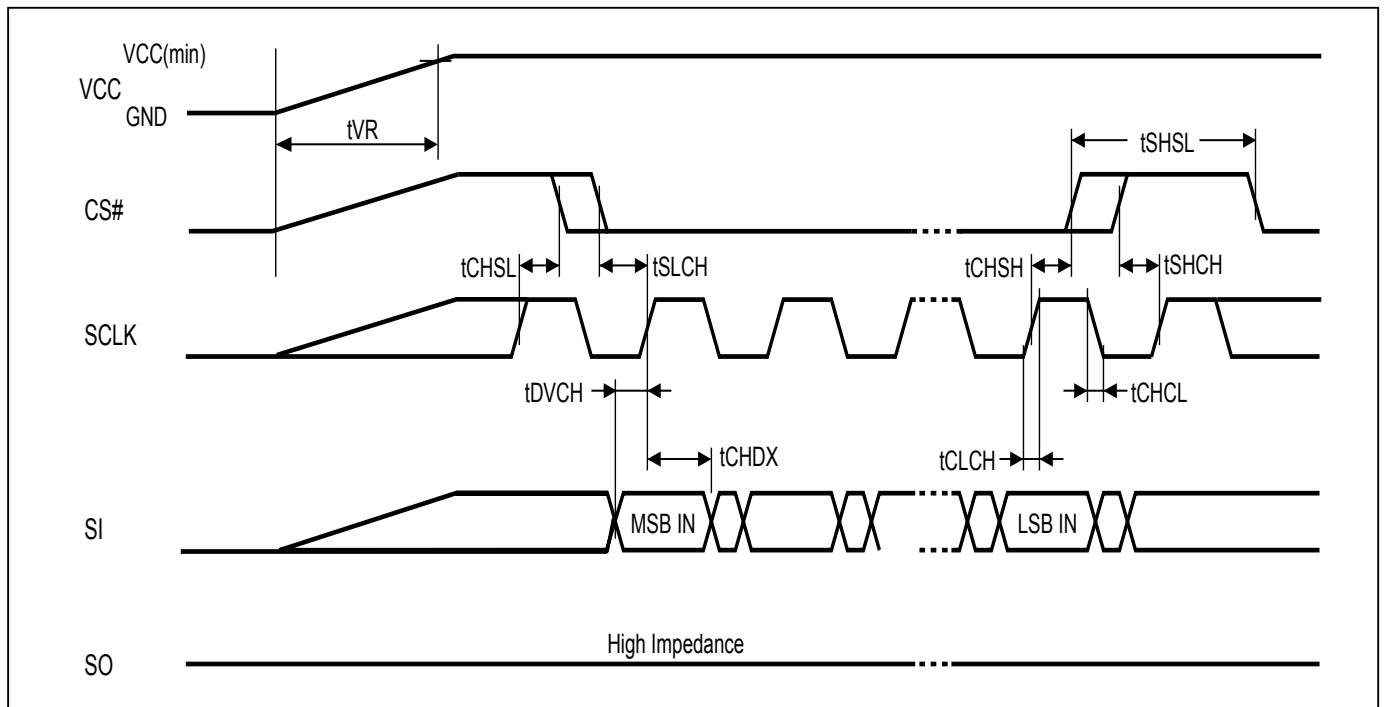 VCC(min)
VCC
GND
tVR
tSHSL
CS#
tCHSL
tSLCH
tCHSH
tSHCH
SCLK
tDVCH
tCHCL
tCHDX
tCLCH
SI
MSB IN
LSB IN
High Impedance
SO